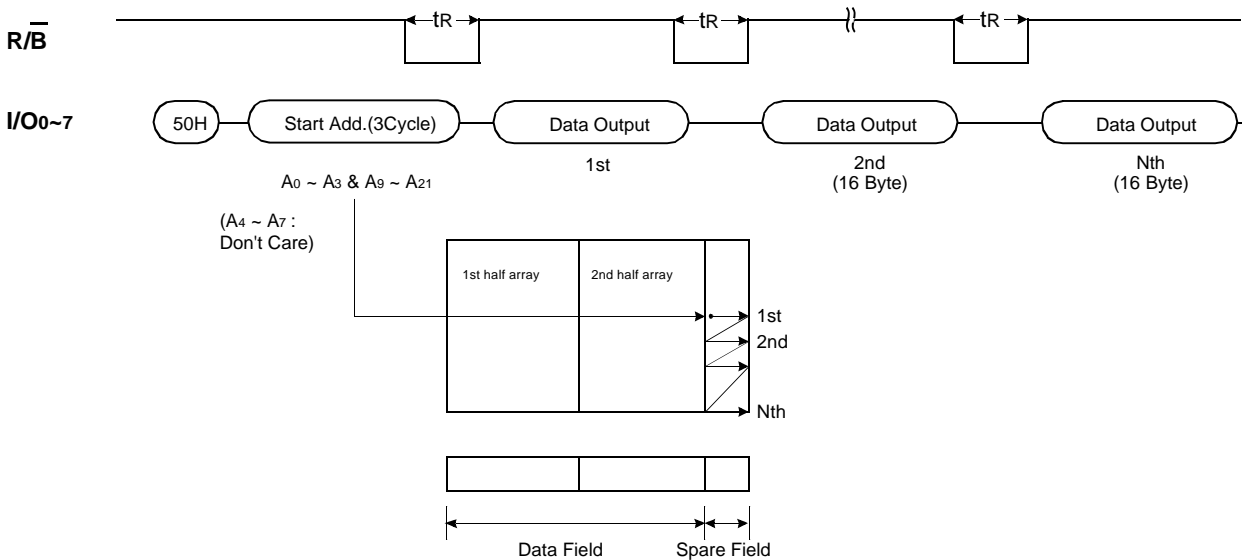 tR tR tR
R/B
I/O0~7 50H Start Add.(3Cycle) Data Output Data Output Data Output
1st 2nd Nth
(16 Byte) (16 Byte)
A0 ~ A3 & A9 ~ A21
(A4 ~ A7 :
Don't Care)
1st half array 2nd half array
1st
2nd
Nth
Data Field Spare Field